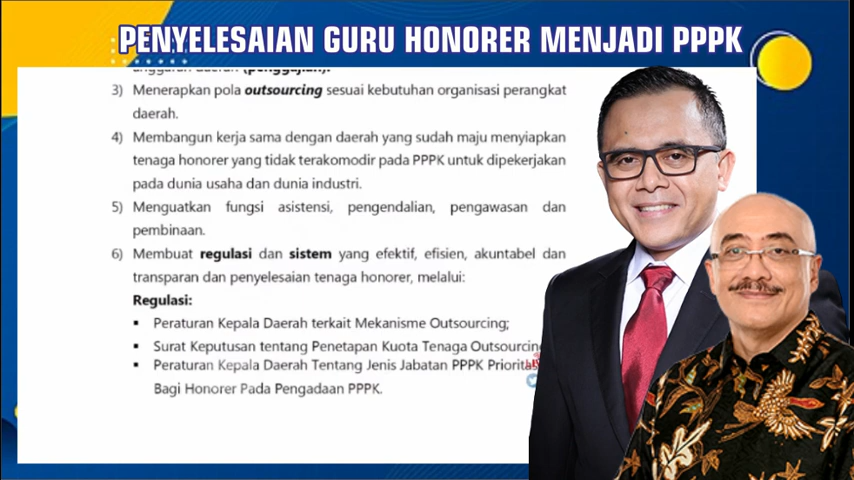 PENYELESAIAN GURU HONORER MENJADI PPPK
anggaran daerah (penggajian).
3) Menerapkan pola outsourcing sesuai kebutuhan organisasi perangkat
daerah.
4) Membangun kerja sama dengan daerah yang sudah maju menyiapkan
tenaga honorer yang tidak terakomodir pada PPPK untuk dipekerjakan
pada dunia usaha dan dunia industri.
5) Menguatkan fungsi asistensi, pengendalian, pengawasan dan
pembinaan.
6) Membuat regulasi dan sistem yang efektif, efisien, akuntabel dan
transparan dan penyelesaian tenaga honorer, melalui:
Regulasi:
▪ Peraturan Kepala Daerah terkait Mekanisme Outsourcing;
▪ Surat Keputusan tentang Penetapan Kuota Tenaga Outsourcing
▪ Peraturan Kepala Daerah Tentang Jenis Jabatan PPPK Prioritas
Bagi Honorer Pada Pengadaan PPPK.